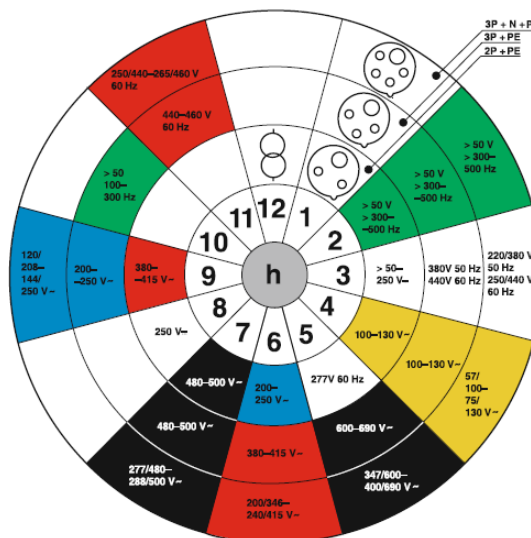 3P + N + P
3P + PE
2P + PE
250/440–265/460 V
60 Hz
440–460 V
60 Hz
> 50
100–
300 Hz
> 50 V
> 300–
–500 Hz
> 50 V
> 300–
–500 Hz
> 50 V
> 300–
500 Hz
12
1
2
3
4
5
6
7
8
9
10
11
h
120/
208–
144/
250 V~
200–
–250 V~
380–
–415 V~
> 50–
250 V–
380V 50 Hz
440V 60 Hz
220/380 V
50 Hz
250/440 V
60 Hz
250 V–
100–130 V~
100–130 V~
57/
100–
75/
130 V~
480–500 V~
200–
250 V~
277V 60 Hz
480–500 V~
380–415 V~
600–690 V~
277/480–
288/500 V~
200/346–
240/415 V~
347/600–
400/690 V~